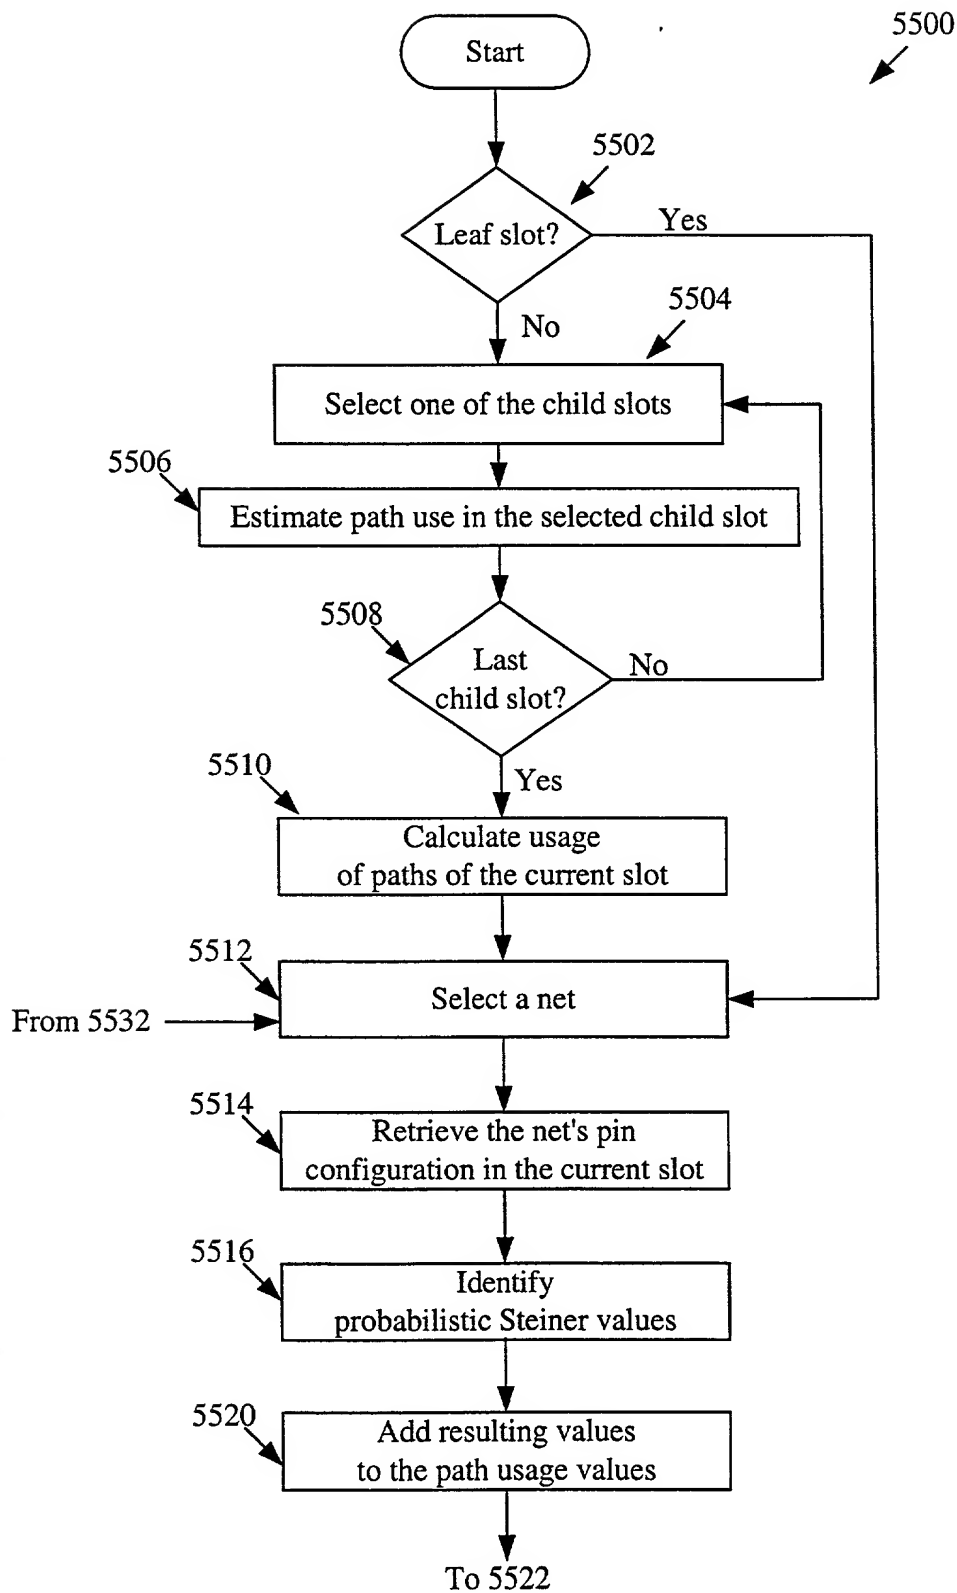 5500
Start
5502
Leaf slot?
Yes
No
5504
Select one of the child slots
5506
Estimate path use in the selected child slot
5508
Last
child slot?
No
Yes
5510
Calculate usage
of paths of the current slot
5512
Select a net
From 5532
5514
Retrieve the net's pin
configuration in the current slot
5516
Identify
probabilistic Steiner values
5520
Add resulting values
to the path usage values
To 5522